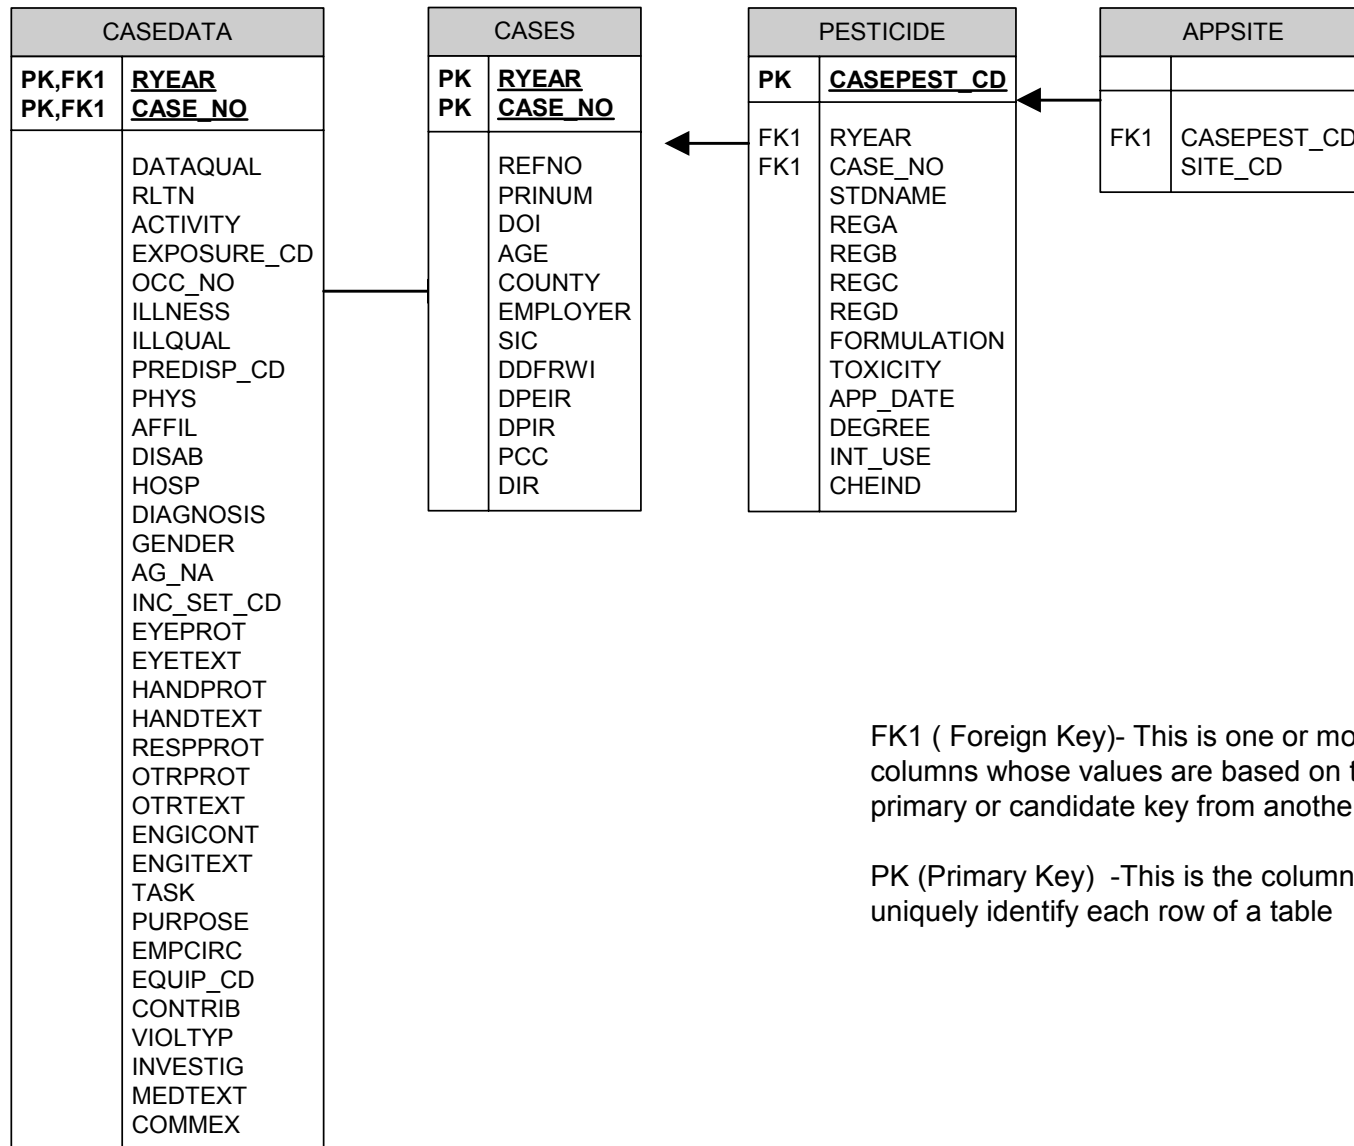 CASEDATA
PK,FK1 RYEAR
PK,FK1 CASE_NO
DATAQUAL
RLTN
ACTIVITY
EXPOSURE_CD
OCC_NO
ILLNESS
ILLQUAL
PREDISP_CD
PHYS
AFFIL
DISAB
HOSP
DIAGNOSIS
GENDER
AG_NA
INC_SET_CD
EYEPROT
EYETEXT
HANDPROT
HANDTEXT
RESPPROT
OTRPROT
OTRTEXT
ENGICONT
ENGITEXT
TASK
PURPOSE
EMPCIRC
EQUIP_CD
CONTRIB
VIOLTYP
INVESTIG
MEDTEXT
COMMEX
CASES
PK RYEAR
PK CASE_NO
REFNO
PRINUM
DOI
AGE
COUNTY
EMPLOYER
SIC
DDFRWI
DPEIR
DPIR
PCC
DIR
PESTICIDE
PK CASEPEST_CD
FK1 RYEAR
FK1 CASE_NO
STDNAME
REGA
REGB
REGC
REGD
FORMULATION
TOXICITY
APP_DATE
DEGREE
INT_USE
CHEIND
APPSITE
FK1 CASEPEST_CD
SITE_CD
FK1 ( Foreign Key)- This is one or mo
columns whose values are based on t
primary or candidate key from anothe
PK (Primary Key) -This is the column
uniquely identify each row of a table